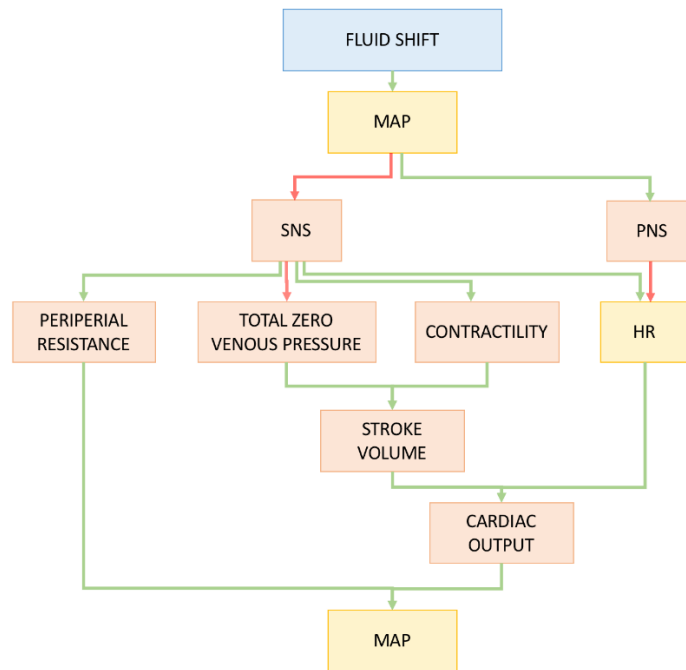 FLUID SHIFT
MAP
SNS
PNS
PERIPERIAL
RESISTANCE
TOTAL ZERO
VENOUS PRESSURE
CONTRACTILITY
HR
STROKE
VOLUME
CARDIAC
OUTPUT
MAP